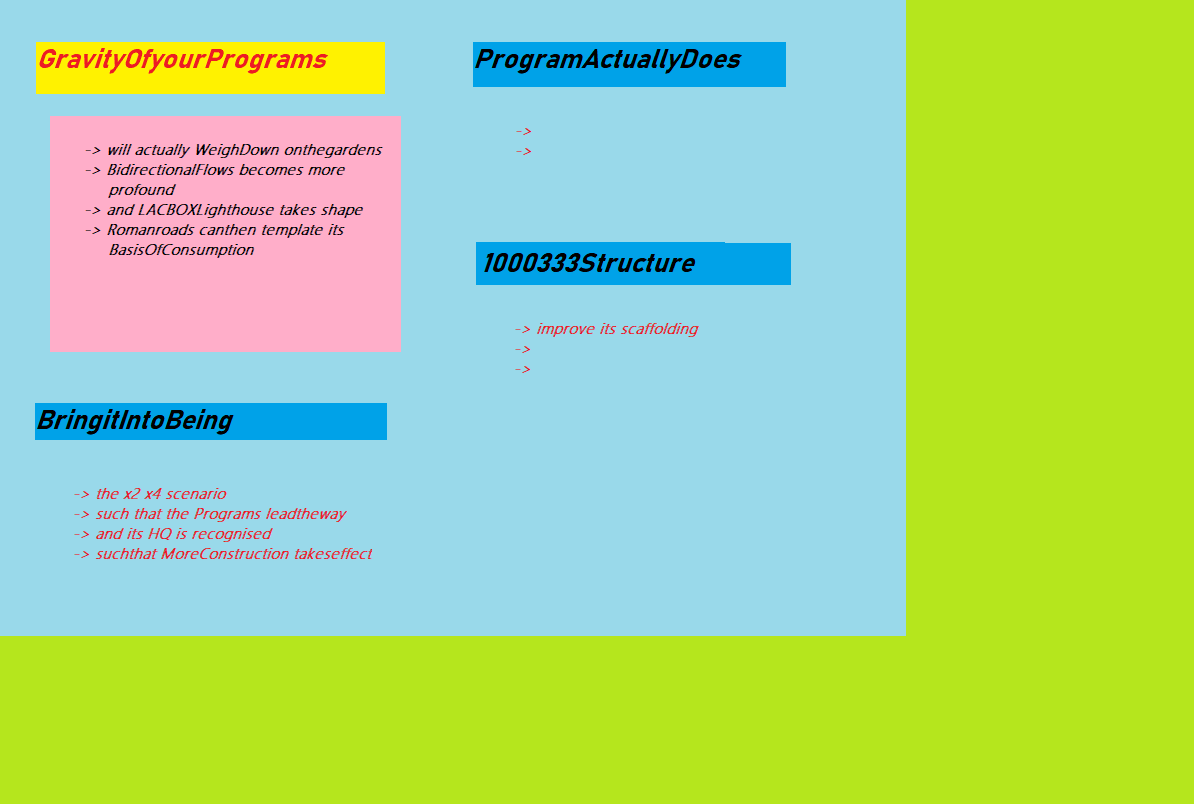 GravityOfyourPrograms
-> will actually WeighDown onthegardens
-> BidirectionalFlows becomes more
profound
-> and LACBOXLighthouse takes shape
-> Romanroads canthen template its
BasisOfConsumption
BringitIntoBeing
-> the x2 x4 scenario
-> such that the Programs leadtheway
-> and its HQ is recognised
-> suchthat MoreConstruction takeseffect
ProgramActuallyDoes
->
->
1000333Structure
-> improve its scaffolding
->
->